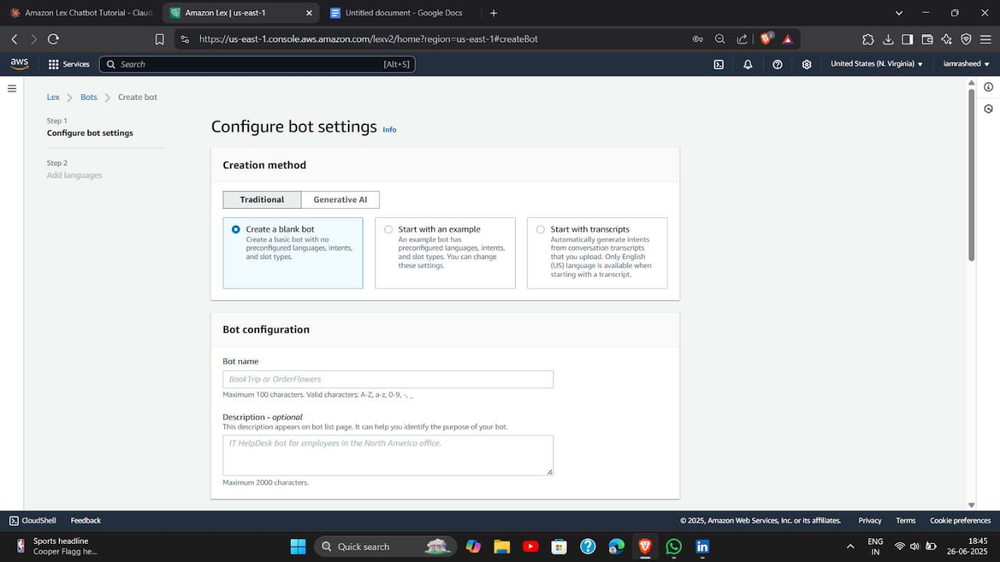 Amazon Lex Chatbot Tutorial - Claud
Amazon Lex | us-east-1
Untitled document - Google Docs
https://us-east-1.console.aws.amazon.com/lexv2/home?region=us-east-1#createBot
2
aws
Services
Search
[Alt+S]
United States (N. Virginia)
iamrasheed
Lex
Bots
Create bot
Step 1
Configure bot settings
Step 2
Add languages
Configure bot settings Info
Creation method
Traditional
Generative AI
Create a blank bot
Create a basic bot with no
preconfigured languages, intents,
and slot types.
Start with an example
An example bot has
preconfigured languages, intents,
and slot types. You can change
these settings.
Start with transcripts
Automatically generate intents
from conversation transcripts
that you upload. Only English
(US) language is available when
starting with a transcript.
Bot configuration
Bot name
BookTrip or OrderFlowers
Maximum 100 characters. Valid characters: A-Z, a-z, 0-9, -, _
Description - optional
This description appears on bot list page. It can help you identify the purpose of your bot.
IT HelpDesk bot for employees in the North America office.
Maximum 2000 characters.
CloudShell
Feedback
© 2025, Amazon Web Services, Inc. or its affiliates.
Privacy
Terms
Cookie preferences
Sports headline
Cooper Flagg he...
Quick search
ENG
IN
18:45
26-06-2025